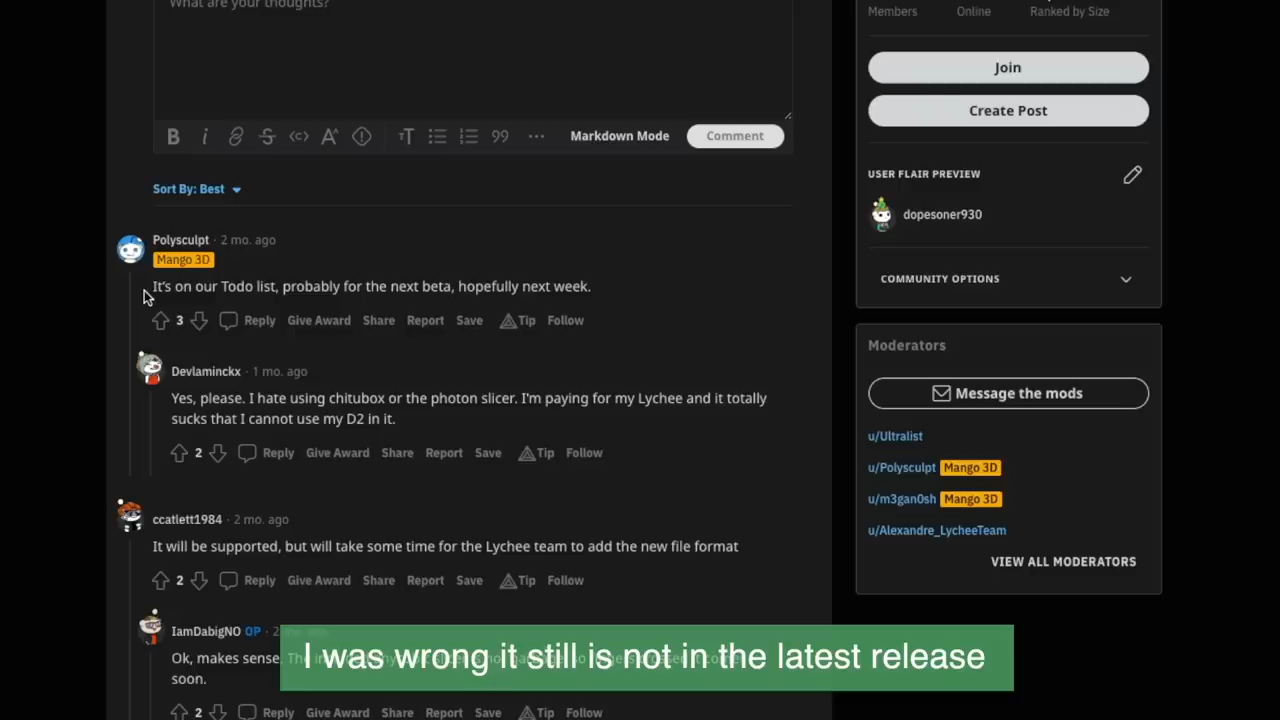 What are your thoughts?
Markdown Mode
Comment
Sort By: Best
Polysculpt · 2 mo. ago
Mango 3D
It's on our Todo list, probably for the next beta, hopefully next week.
3 Reply Give Award Share Report Save Tip Follow
Devlaminckx · 1 mo. ago
Yes, please. I hate using chitubox or the photon slicer. I'm paying for my Lychee and it totally
sucks that I cannot use my D2 in it.
2 Reply Give Award Share Report Save Tip Follow
ccatlett1984 · 2 mo. ago
It will be supported, but will take some time for the Lychee team to add the new file format
2 Reply Give Award Share Report Save Tip Follow
IamDabigNO OP · 2
Ok, makes sense.
soon.
2 Reply Give Award Share Report Save Tip Follow
I was wrong it still is not in the latest release
Members Online Ranked by Size
Join
Create Post
USER FLAIR PREVIEW
dopesoner930
COMMUNITY OPTIONS
Moderators
Message the mods
u/Ultralist
u/Polysculpt Mango 3D
u/m3gan0sh Mango 3D
u/Alexandre_LycheeTeam
VIEW ALL MODERATORS